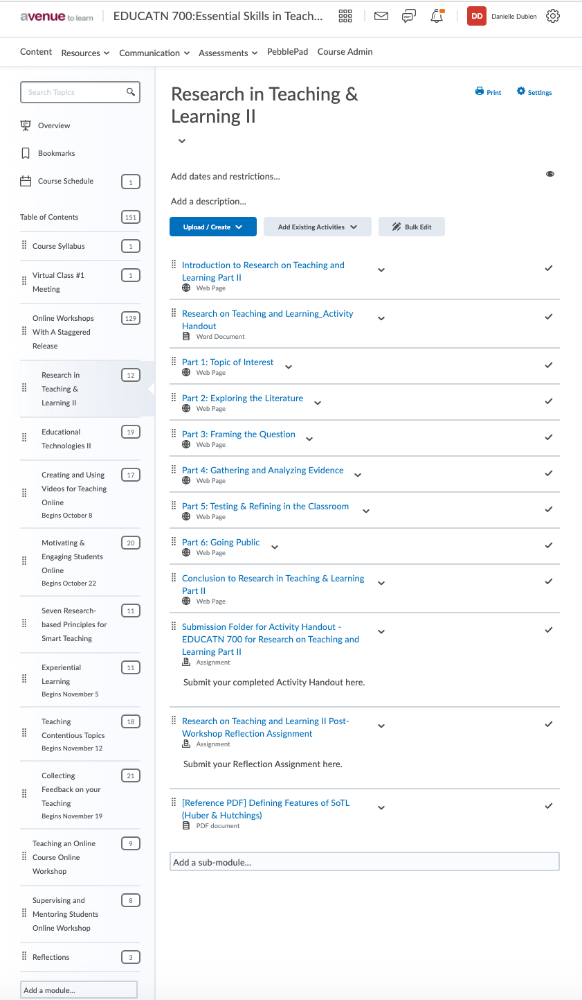 avenue to learn
EDUCATN 700:Essential Skills in Teach...
DD
Danielle Dubien
Content
Resources
Communication
Assessments
PebblePad
Course Admin
Search Topics
Overview
Bookmarks
Course Schedule
1
Table of Contents
151
Course Syllabus
1
Virtual Class #1
Meeting
1
Online Workshops
With A Staggered
Release
129
Research in
Teaching &
Learning II
12
Educational
Technologies II
19
Creating and Using
Videos for Teaching
Online
Begins October 8
17
Motivating &
Engaging Students
Online
Begins October 22
20
Seven Research-
based Principles for
Smart Teaching
11
Experiential
Learning
Begins November 5
11
Teaching
Contentious Topics
Begins November 12
18
Collecting
Feedback on your
Teaching
Begins November 19
21
Teaching an Online
Course Online
Workshop
9
Supervising and
Mentoring Students
Online Workshop
8
Reflections
3
Add a module...
Research in Teaching &
Learning II
Print
Settings
Add dates and restrictions...
Add a description...
Upload / Create
Add Existing Activities
Bulk Edit
Introduction to Research on Teaching and
Learning Part II
Web Page
Research on Teaching and Learning_Activity
Handout
Word Document
Part 1: Topic of Interest
Web Page
Part 2: Exploring the Literature
Web Page
Part 3: Framing the Question
Web Page
Part 4: Gathering and Analyzing Evidence
Web Page
Part 5: Testing & Refining in the Classroom
Web Page
Part 6: Going Public
Web Page
Conclusion to Research in Teaching & Learning
Part II
Web Page
Submission Folder for Activity Handout -
EDUCATN 700 for Research on Teaching and
Learning Part II
Assignment
Submit your completed Activity Handout here.
Research on Teaching and Learning II Post-
Workshop Reflection Assignment
Assignment
Submit your Reflection Assignment here.
[Reference PDF] Defining Features of SoTL
(Huber & Hutchings)
PDF document
Add a sub-module...